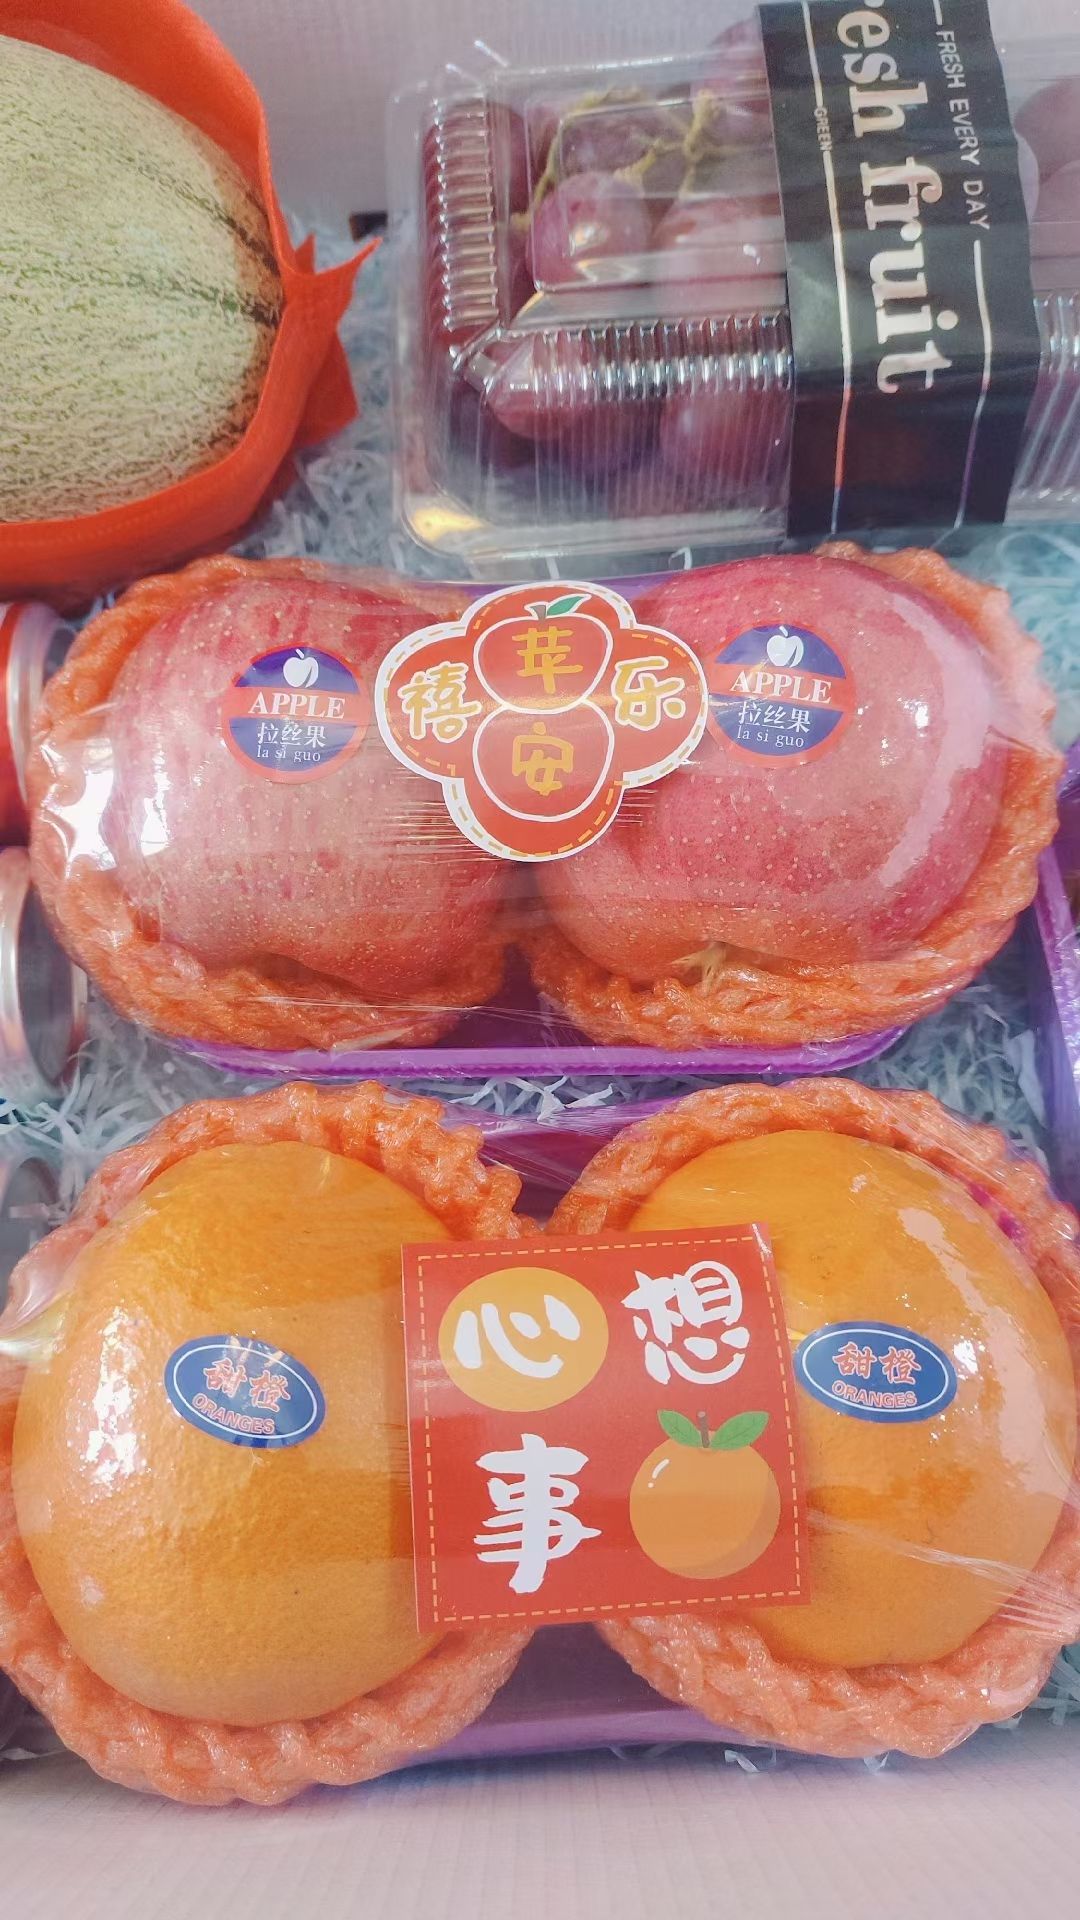 FRESH EVERY DAY
esh fruit
GREEN
苹
禧 乐
安
APPLE
拉丝果
la si guo
APPLE
拉丝果
la si guo
心 想
事
甜橙
ORANGES
甜橙
ORANGES